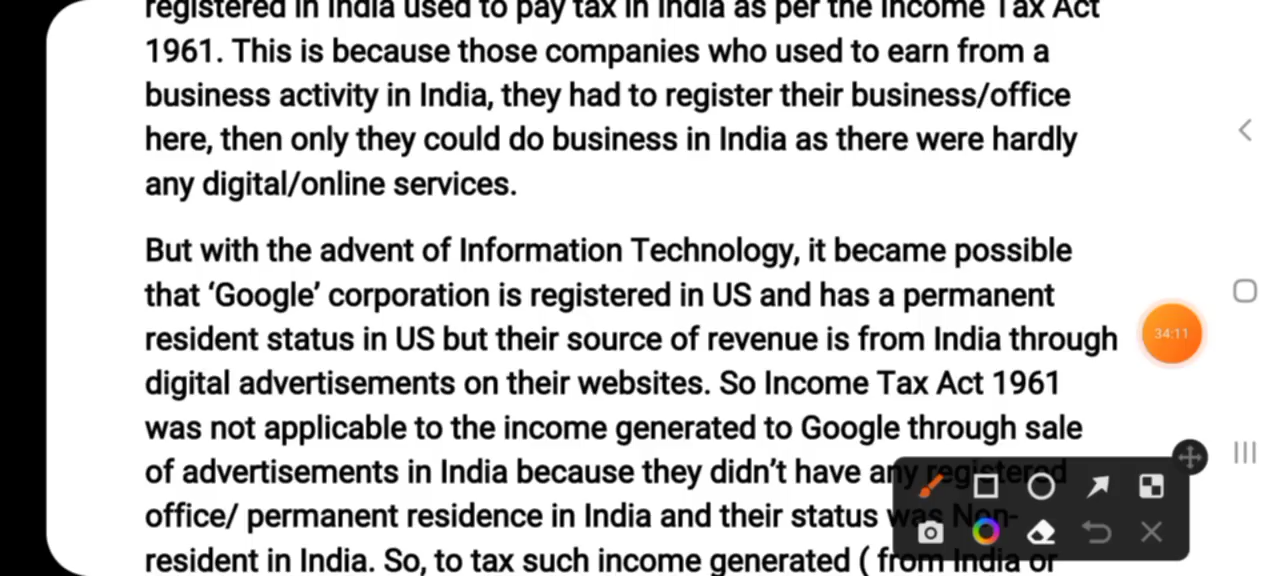 registered in India used to pay tax in India as per the Income Tax Act
1961. This is because those companies who used to earn from a
business activity in India, they had to register their business/office
here, then only they could do business in India as there were hardly
any digital/online services.
But with the advent of Information Technology, it became possible
that ‘Google’ corporation is registered in US and has a permanent
resident status in US but their source of revenue is from India through
digital advertisements on their websites. So Income Tax Act 1961
was not applicable to the income generated to Google through sale
of advertisements in India because they didn’t have any registered
office/ permanent residence in India and their status was Non-
resident in India. So, to tax such income generated ( from India or
34:11